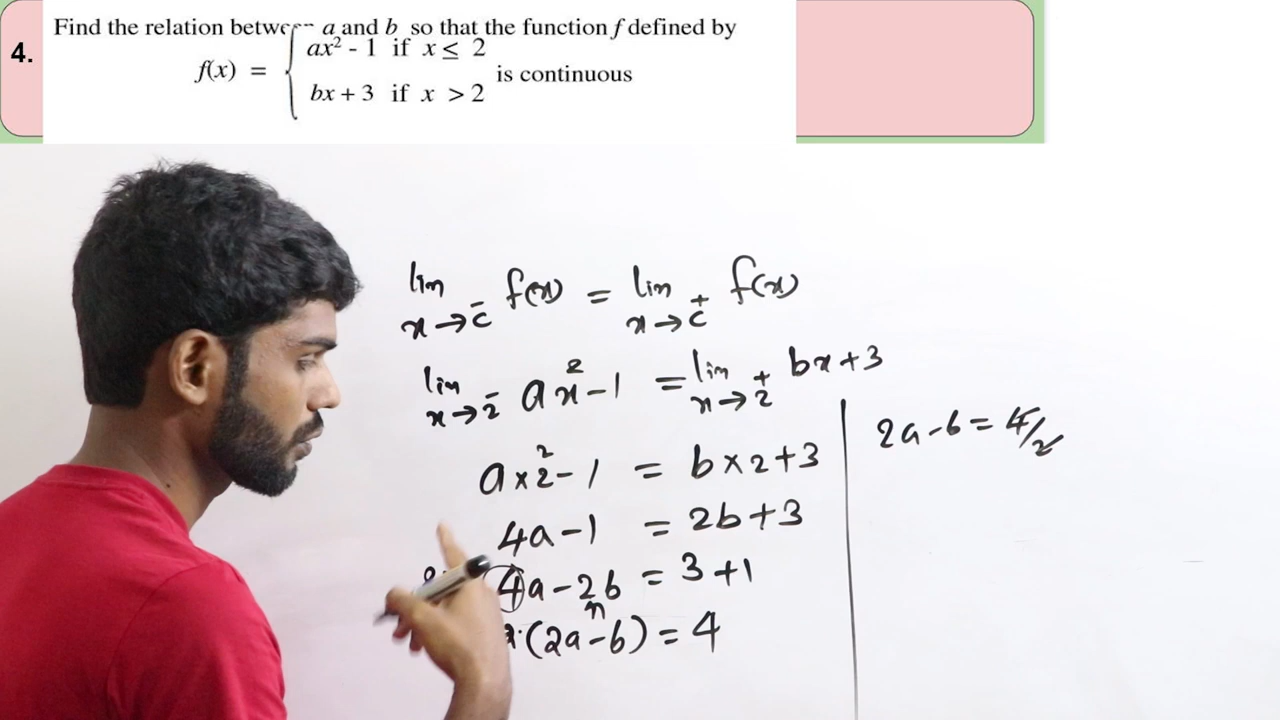 4.
Find the relation between a and b so that the function f defined by
f(x) = { ax² - 1 if x ≤ 2
bx + 3 if x > 2
is continuous
lim x→c⁻ f(x) = lim x→c⁺ f(x)
lim x→2⁻ ax² - 1 = lim x→2⁺ bx + 3
a × 2² - 1 = b × 2 + 3
4a - 1 = 2b + 3
4a - 2b = 3 + 1
(2a - b) = 4
2a - b = 4/2